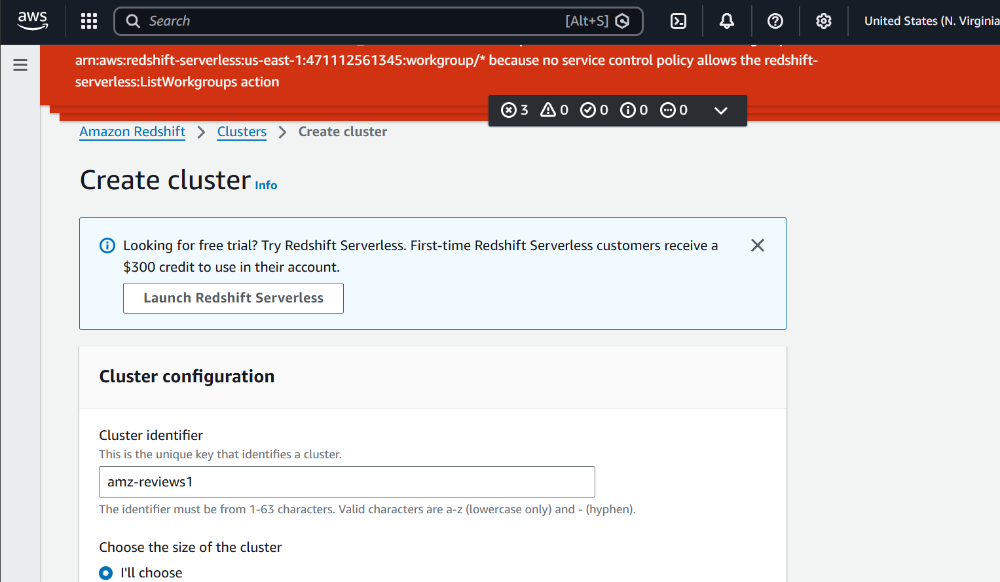 aws
Search [Alt+S]
United States (N. Virginia
arn:aws:redshift-serverless:us-east-1:471112561345:workgroup/* because no service control policy allows the redshift-
serverless:ListWorkgroups action
3 0 0 0 0
Amazon Redshift > Clusters > Create cluster
Create cluster Info
Looking for free trial? Try Redshift Serverless. First-time Redshift Serverless customers receive a
$300 credit to use in their account.
Launch Redshift Serverless
Cluster configuration
Cluster identifier
This is the unique key that identifies a cluster.
amz-reviews1
The identifier must be from 1-63 characters. Valid characters are a-z (lowercase only) and - (hyphen).
Choose the size of the cluster
I'll choose